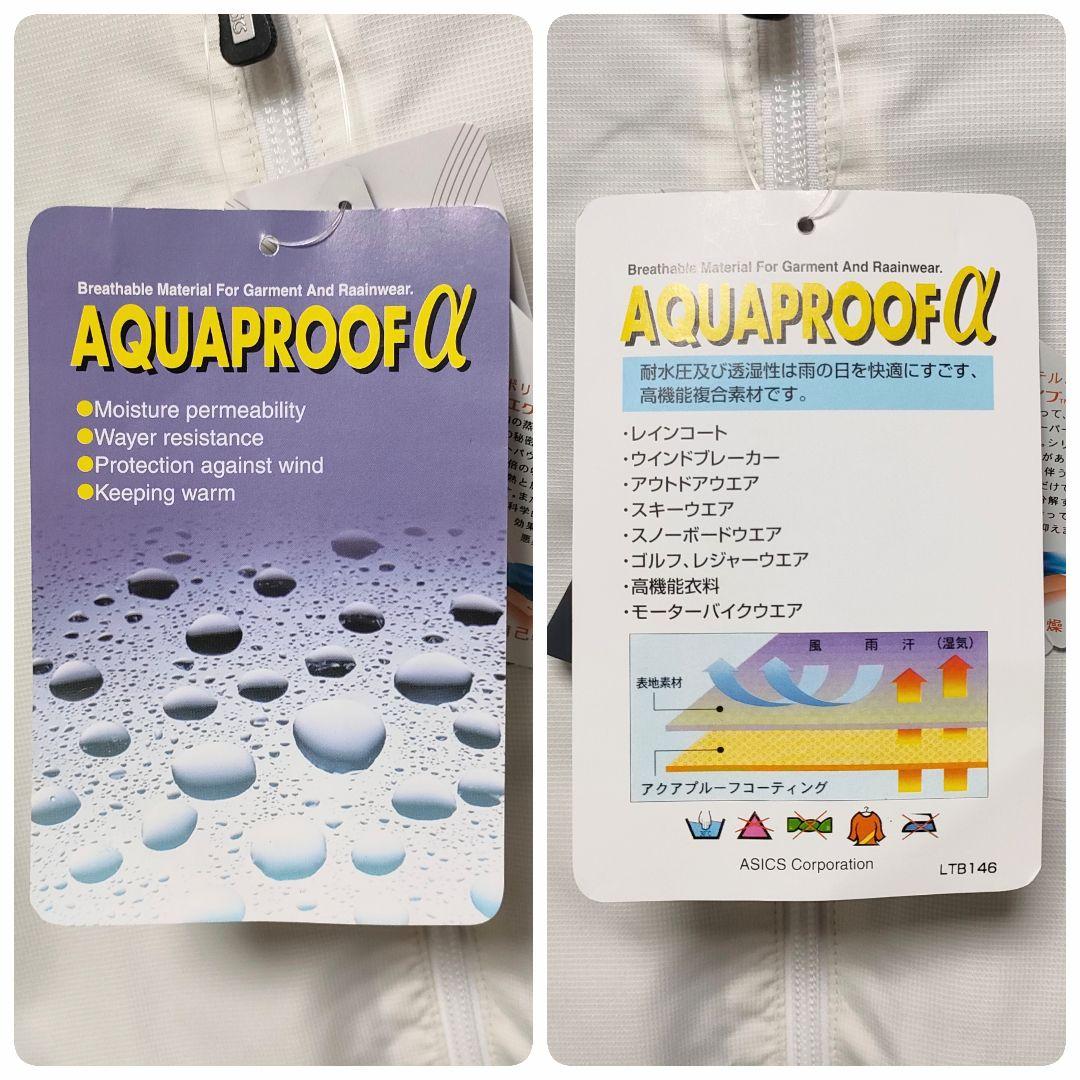 Breathable Material For Garment And Raainwear.
AQUAPROOFα
●Moisture permeability
●Wayer resistance
●Protection against wind
●Keeping warm
Breathable Material For Garment And Raainwear.
AQUAPROOFα
耐水圧及び透湿性は雨の日を快適にすごす、
高機能複合素材です。
・レインコート
・ウインドブレーカー
・アウトドアウエア
・スキーウエア
・スノーボードウエア
・ゴルフ、レジャーウエア
・高機能衣料
・モーターバイクウエア
風 雨 汗 (湿気)
表地素材
アクアプルーフコーティング
ASICS Corporation
LTB146